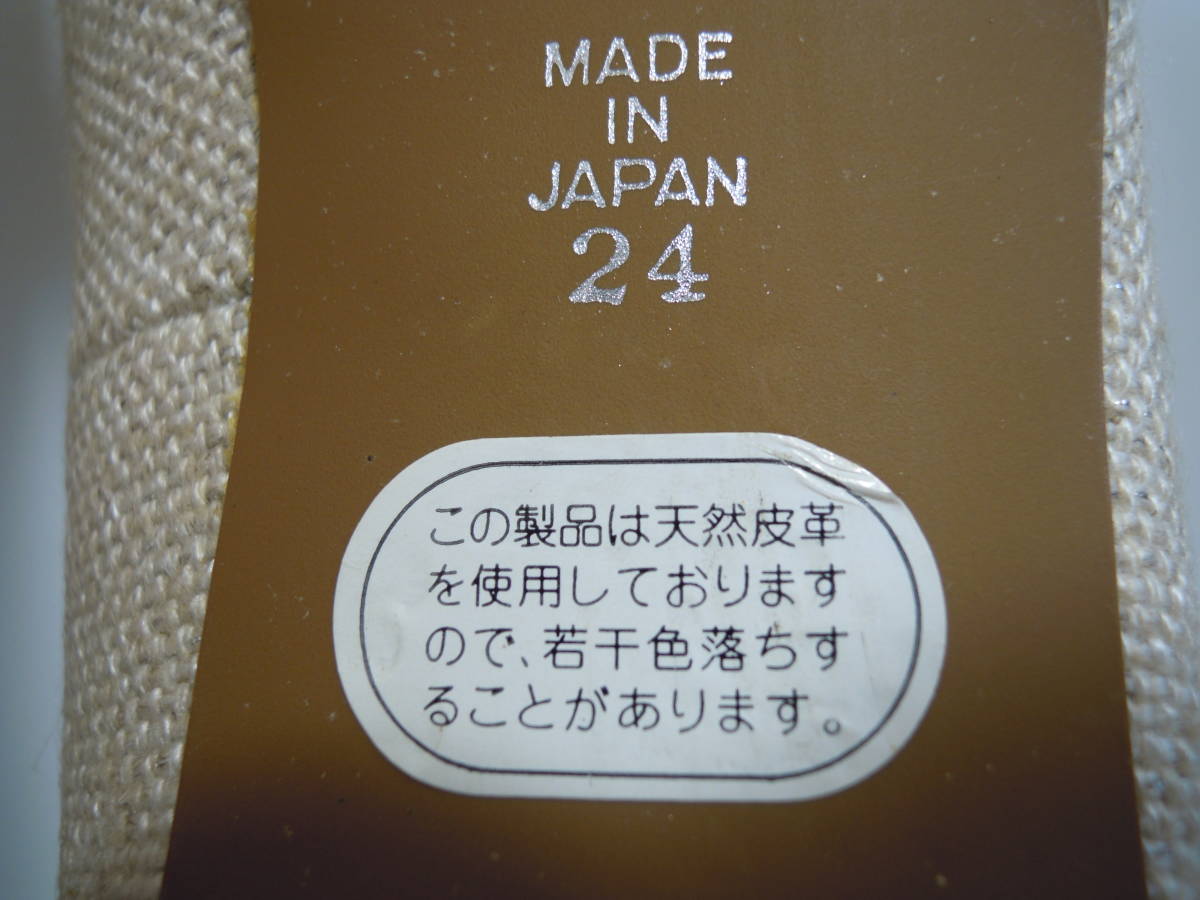 MADE
IN
JAPAN
24
この製品は天然皮革
を使用しております
ので、若干色落ちす
ることがあります。